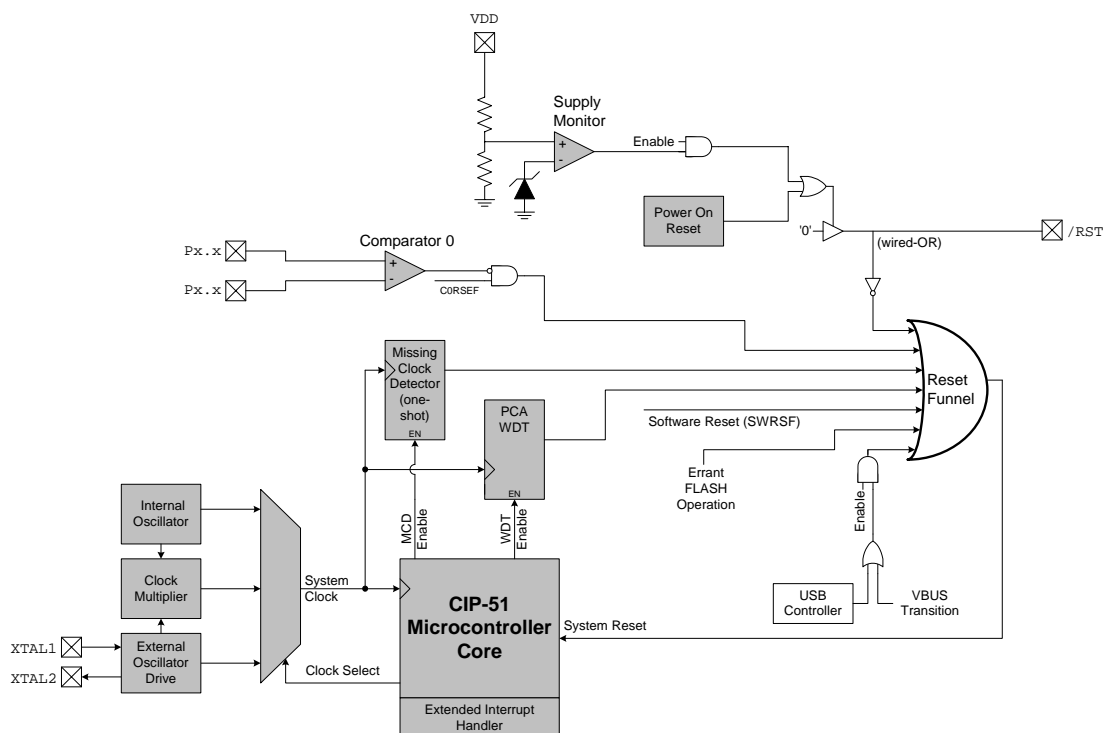 VDD
Supply
Monitor
+
-
Enable
Power On
Reset
'0'
(wired-OR)
/RST
Px.x
Px.x
Comparator 0
+
-
C0RSEF
Missing
Clock
Detector
(one-
shot)
EN
PCA
WDT
EN
Software Reset (SWRSF)
Errant
FLASH
Operation
Reset
Funnel
Enable
USB
Controller
VBUS
Transition
Internal
Oscillator
Clock
Multiplier
External
Oscillator
Drive
XTAL1
XTAL2
System
Clock
Clock Select
MCD
Enable
WDT
Enable
CIP-51
Microcontroller
Core
System Reset
Extended Interrupt
Handler